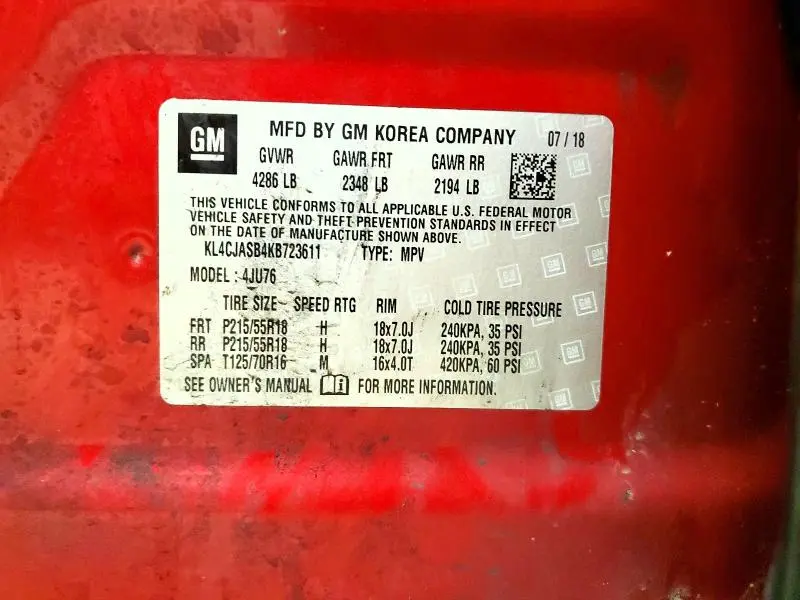 GM MFD BY GM KOREA COMPANY 07 / 18
GVWR GAWR FRT GAWR RR
4286 LB 2348 LB 2194 LB
THIS VEHICLE CONFORMS TO ALL APPLICABLE U.S. FEDERAL MOTOR
VEHICLE SAFETY AND THEFT PREVENTION STANDARDS IN EFFECT
ON THE DATE OF MANUFACTURE SHOWN ABOVE.
KL4CJASB4KB723611 TYPE: MPV
MODEL : 4JU76
TIRE SIZE SPEED RTG RIM COLD TIRE PRESSURE
FRT P215/55R18 H 18x7.0J 240KPA, 35 PSI
RR P215/55R18 H 18x7.0J 240KPA, 35 PSI
SPA T125/70R16 M 16x4.0T 420KPA, 60 PSI
SEE OWNER'S MANUAL FOR MORE INFORMATION.